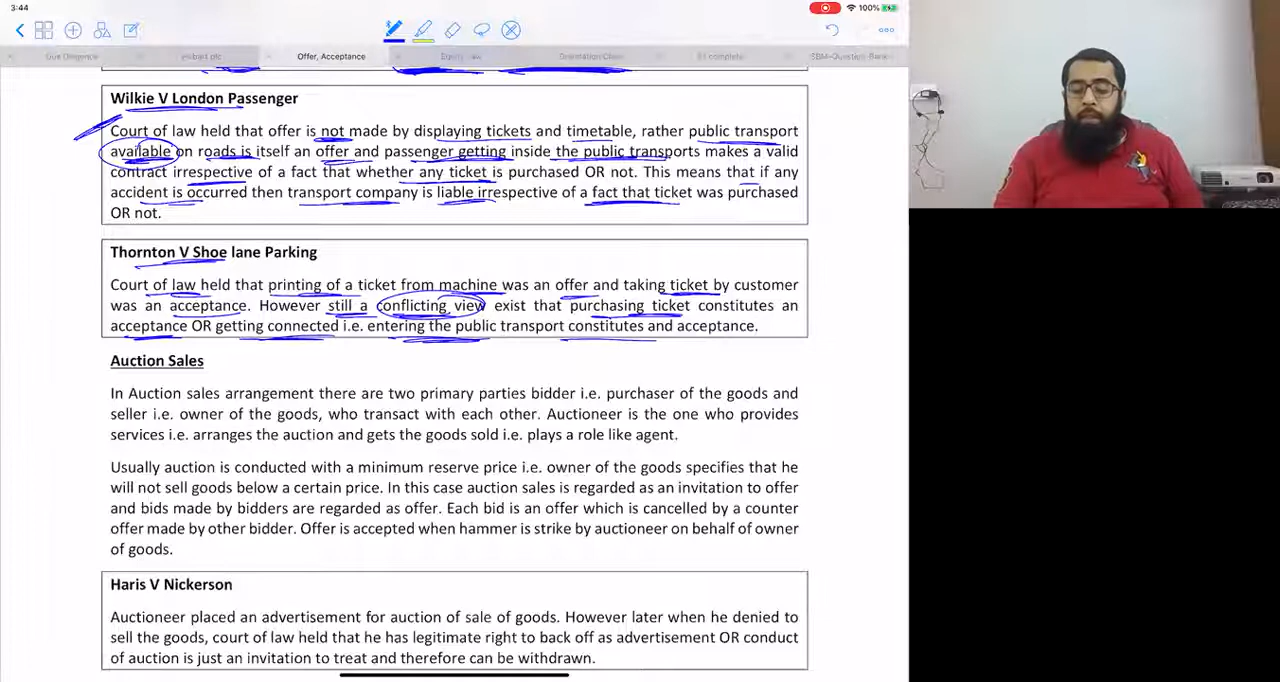 3:44
100%
Due Diligence
Hobart plc
Offer, Acceptance
Equity Law
Orientation Class
complete
SBM-Question-Bank
Wilkie V London Passenger
Court of law held that offer is not made by displaying tickets and timetable, rather public transport
available on roads is itself an offer and passenger getting inside the public transports makes a valid
contract irrespective of a fact that whether any ticket is purchased OR not. This means that if any
accident is occurred then transport company is liable irrespective of a fact that ticket was purchased
OR not.
Thornton V Shoe lane Parking
Court of law held that printing of a ticket from machine was an offer and taking ticket by customer
was an acceptance. However still a conflicting view exist that purchasing ticket constitutes an
acceptance OR getting connected i.e. entering the public transport constitutes and acceptance.
Auction Sales
In Auction sales arrangement there are two primary parties bidder i.e. purchaser of the goods and
seller i.e. owner of the goods, who transact with each other. Auctioneer is the one who provides
services i.e. arranges the auction and gets the goods sold i.e. plays a role like agent.
Usually auction is conducted with a minimum reserve price i.e. owner of the goods specifies that he
will not sell goods below a certain price. In this case auction sales is regarded as an invitation to offer
and bids made by bidders are regarded as offer. Each bid is an offer which is cancelled by a counter
offer made by other bidder. Offer is accepted when hammer is strike by auctioneer on behalf of owner
of goods.
Haris V Nickerson
Auctioneer placed an advertisement for auction of sale of goods. However later when he denied to
sell the goods, court of law held that he has legitimate right to back off as advertisement OR conduct
of auction is just an invitation to treat and therefore can be withdrawn.